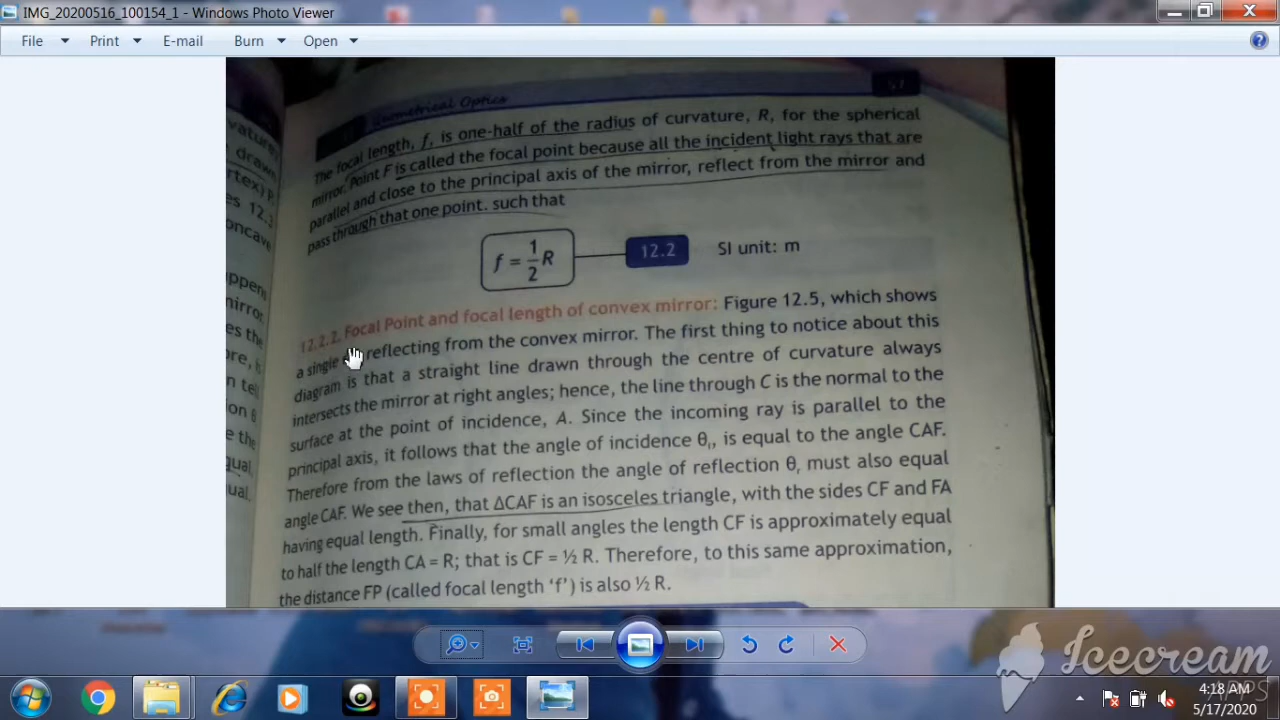 IMG_20200516_100154_1 - Windows Photo Viewer
File Print E-mail Burn Open
Geometrical Optics 57
The focal length, f, is one-half of the radius of curvature, R, for the spherical
mirror. Point F is called the focal point because all the incident light rays that are
parallel and close to the principal axis of the mirror, reflect from the mirror and
pass through that one point. such that
f = 1/2 R 12.2 SI unit: m
12.2.2. Focal Point and focal length of convex mirror: Figure 12.5, which shows
a single reflecting from the convex mirror. The first thing to notice about this
diagram is that a straight line drawn through the centre of curvature always
intersects the mirror at right angles; hence, the line through C is the normal to the
surface at the point of incidence, A. Since the incoming ray is parallel to the
principal axis, it follows that the angle of incidence θi, is equal to the angle CAF.
Therefore from the laws of reflection the angle of reflection θr must also equal
angle CAF. We see then, that ΔCAF is an isosceles triangle, with the sides CF and FA
having equal length. Finally, for small angles the length CF is approximately equal
to half the length CA = R; that is CF = ½ R. Therefore, to this same approximation,
the distance FP (called focal length ‘f’) is also ½ R.
Icecream
APPS
4:18 AM
5/17/2020